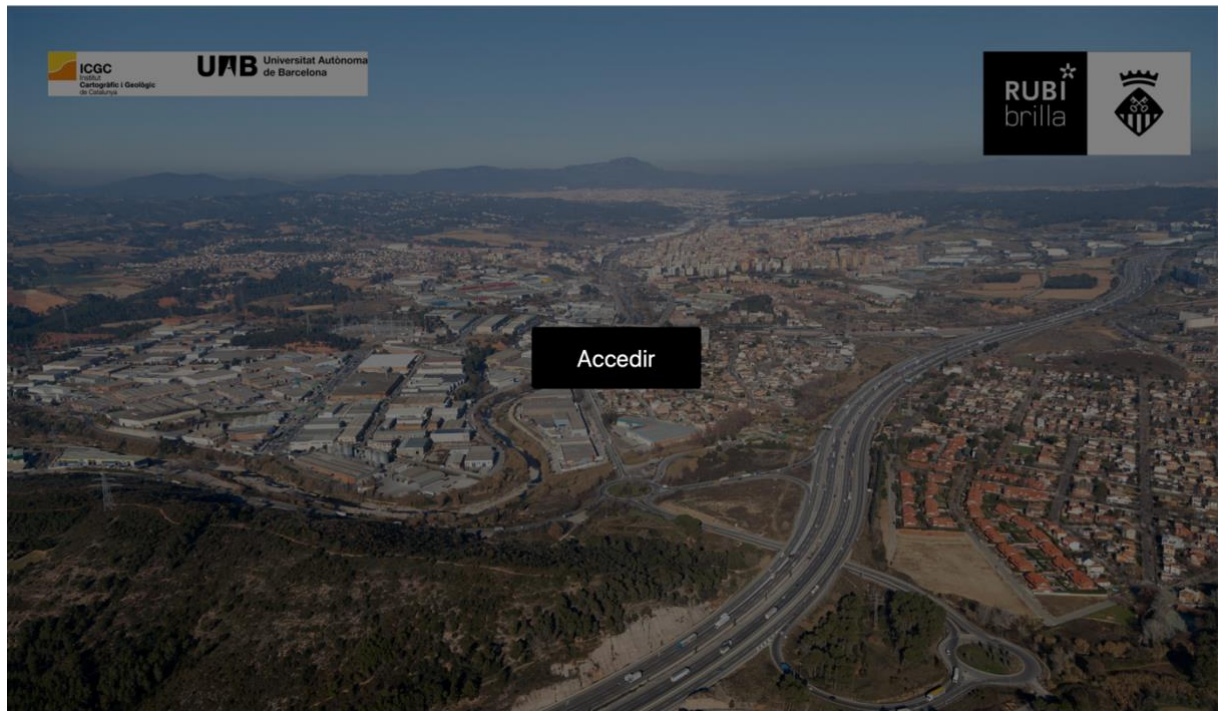 ICGC
Institut
Cartogràfic i Geològic
de Catalunya
UAB Universitat Autònoma
de Barcelona
RUBÍ
brilla
Accedir